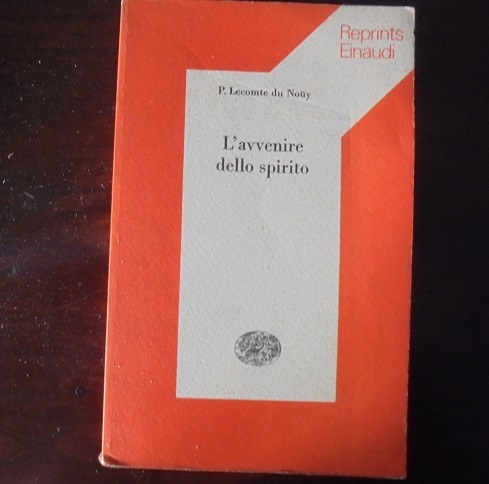 Reprints
Einaudi
P. Lecomte du Noüy
L'avvenire
dello spirito